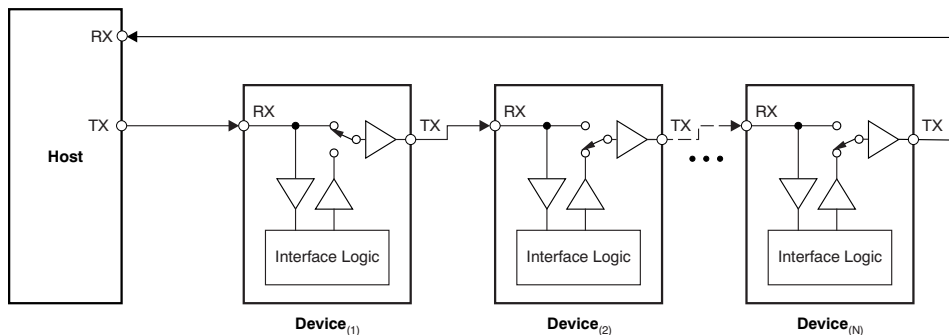 RX
TX
Host
RX
TX
Interface Logic
Device(1)
RX
TX
Interface Logic
Device(2)
• • •
RX
TX
Interface Logic
Device(N)